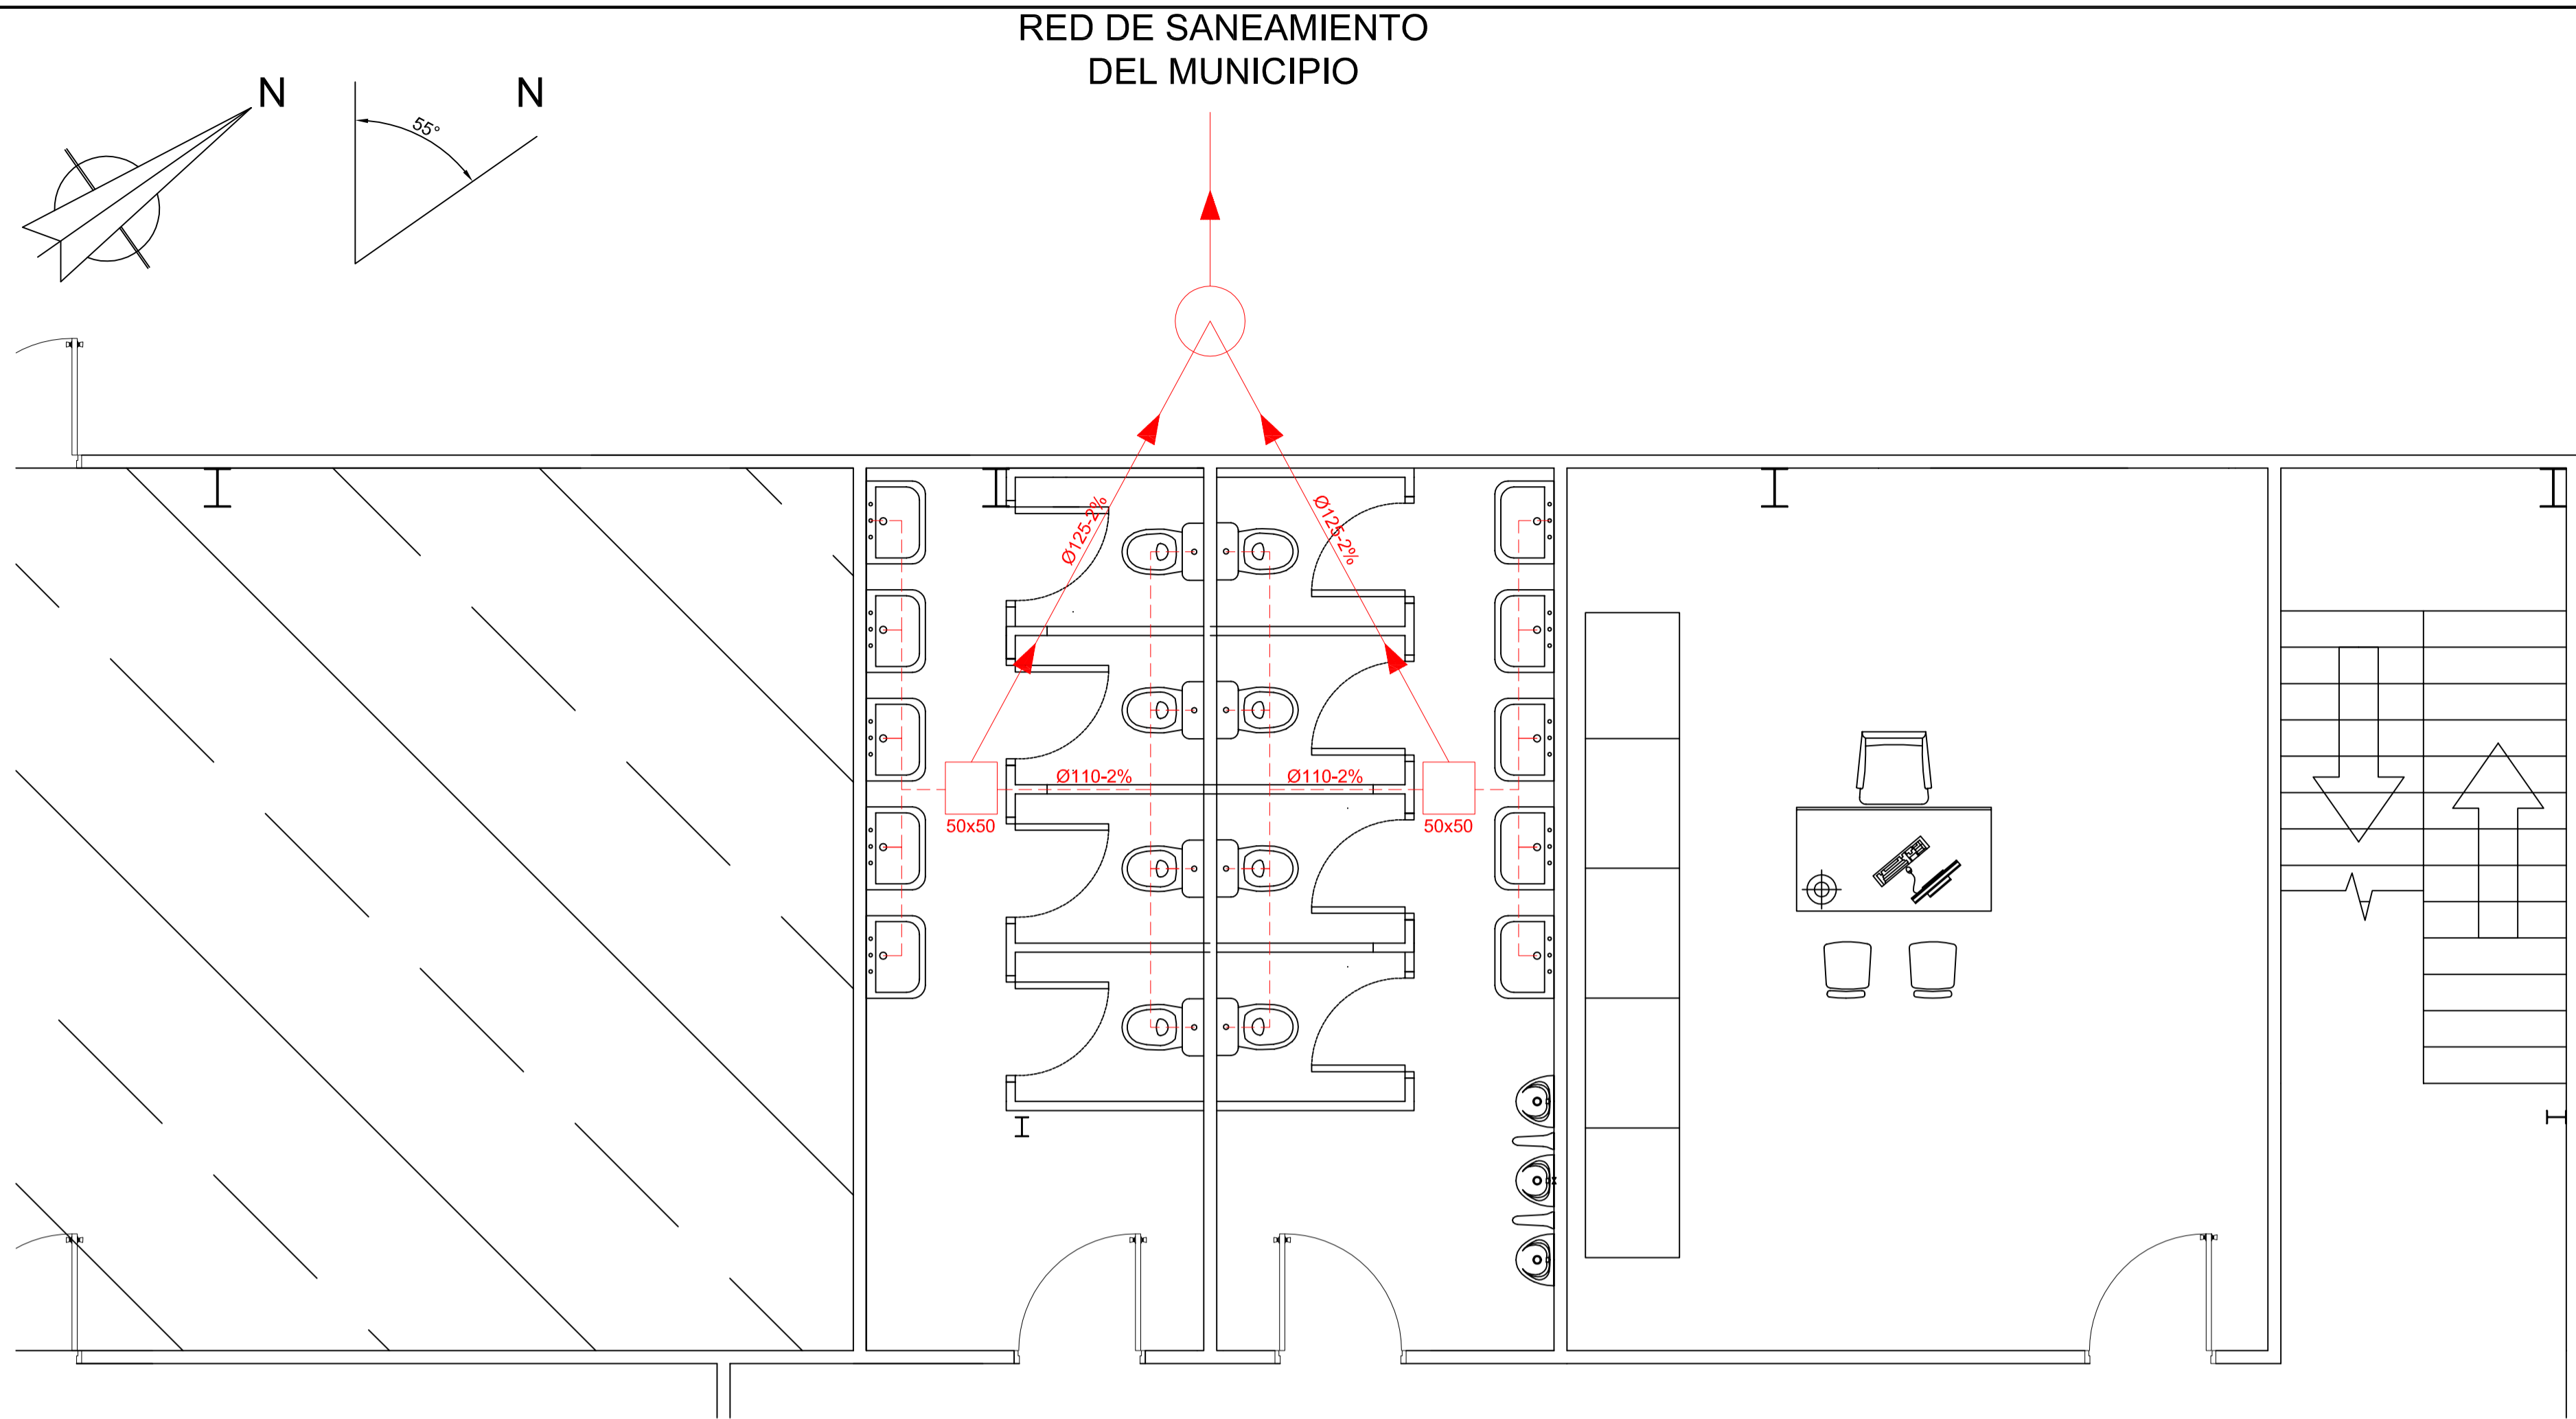 RED DE SANEAMIENTO
DEL MUNICIPIO
N
N
55°
Ø125-2%
Ø125-2%
Ø110-2%
Ø110-2%
50x50
50x50